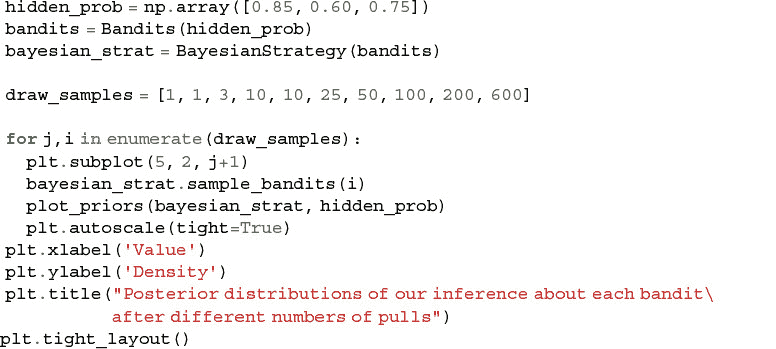 hidden_prob = np.array([0.85, 0.60, 0.75])
bandits = Bandits(hidden_prob)
bayesian_strat = BayesianStrategy(bandits)

draw_samples = [1, 1, 3, 10, 10, 25, 50, 100, 200, 600]

for j,i in enumerate(draw_samples):
  plt.subplot(5, 2, j+1)
  bayesian_strat.sample_bandits(i)
  plot_priors(bayesian_strat, hidden_prob)
  plt.autoscale(tight=True)
plt.xlabel('Value')
plt.ylabel('Density')
plt.title("Posterior distributions of our inference about each bandit\
          after different numbers of pulls")
plt.tight_layout()